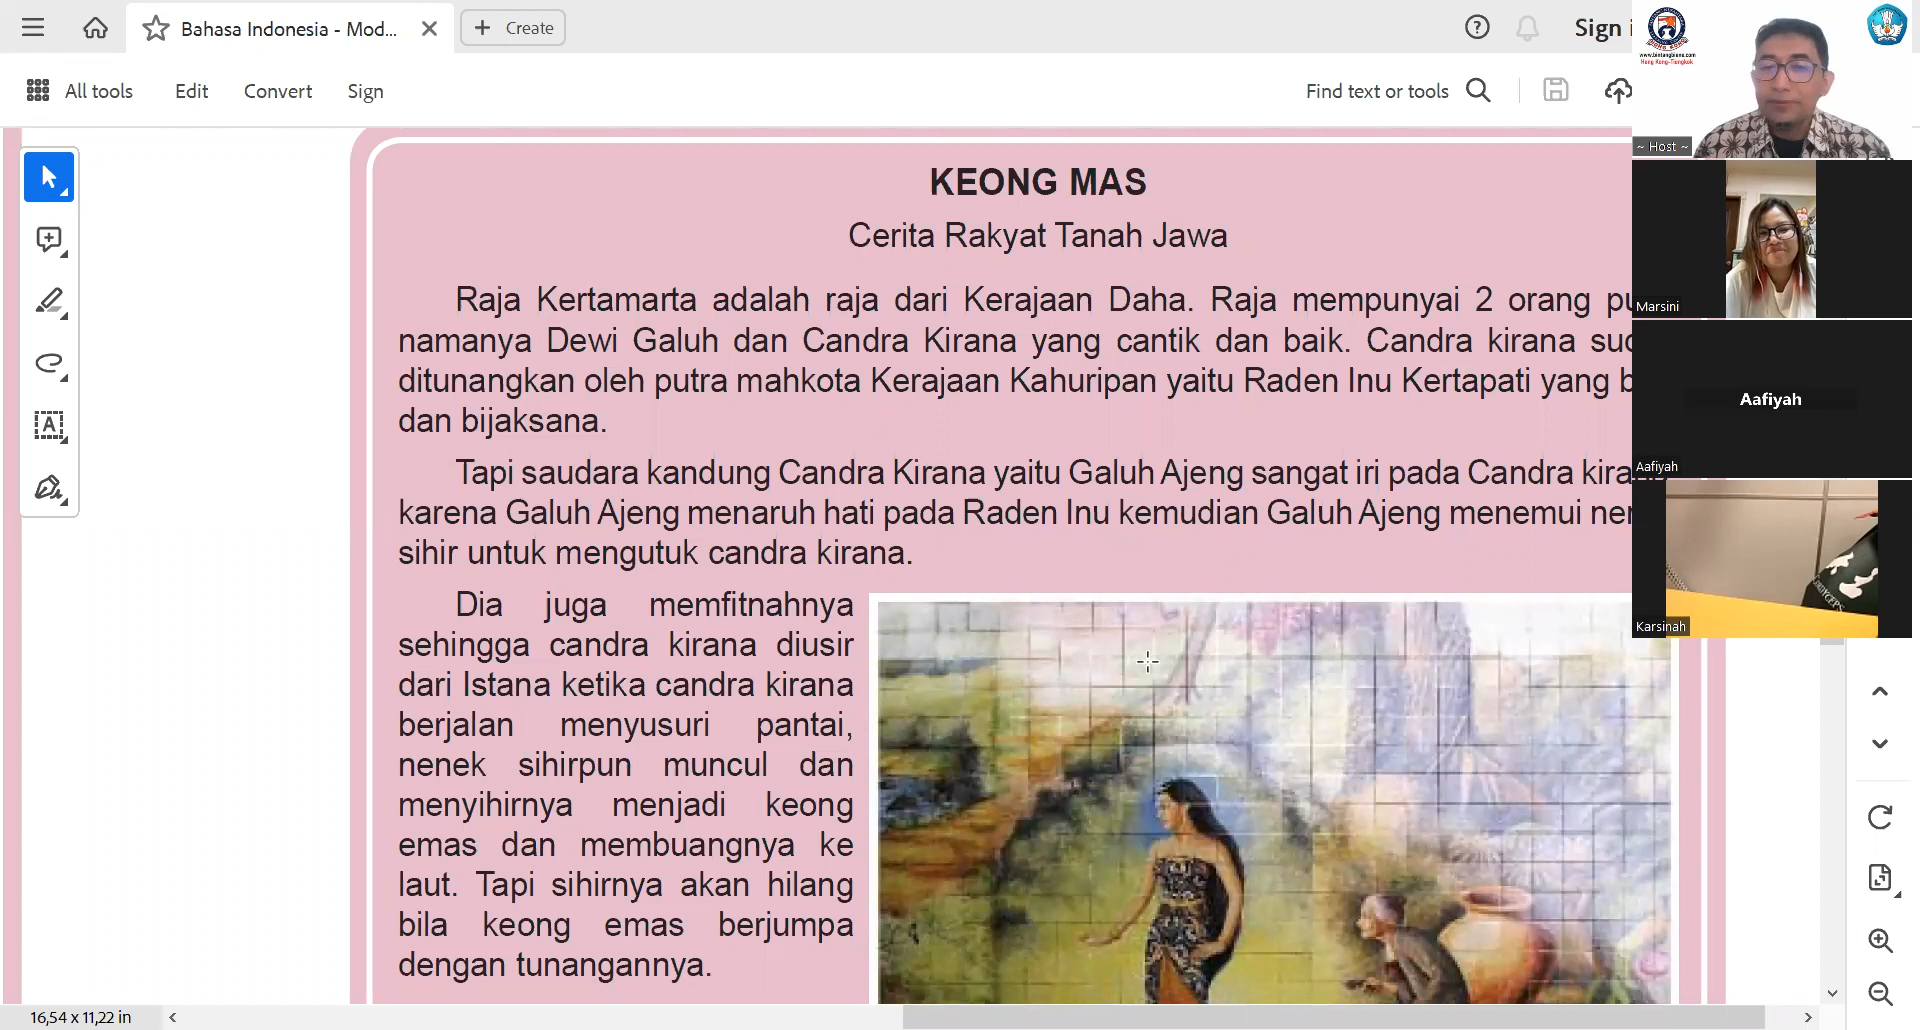 Bahasa Indonesia - Mod...
Create
Sign
All tools
Edit
Convert
Sign
Find text or tools
www.bintangbiena.com
Hong Kong-Tiongkok
~ Host ~
KEONG MAS
Cerita Rakyat Tanah Jawa
Raja Kertamarta adalah raja dari Kerajaan Daha. Raja mempunyai 2 orang
namanya Dewi Galuh dan Candra Kirana yang cantik dan baik. Candra kirana
ditunangkan oleh putra mahkota Kerajaan Kahuripan yaitu Raden Inu Kertapati yang
dan bijaksana.
Tapi saudara kandung Candra Kirana yaitu Galuh Ajeng sangat iri pada Candra
karena Galuh Ajeng menaruh hati pada Raden Inu kemudian Galuh Ajeng menemui
sihir untuk mengutuk candra kirana.
Dia juga memfitnahnya
sehingga candra kirana diusir
dari Istana ketika candra kirana
berjalan menyusuri pantai,
nenek sihirpun muncul dan
menyihirnya menjadi keong
emas dan membuangnya ke
laut. Tapi sihirnya akan hilang
bila keong emas berjumpa
dengan tunangannya.
Marsini
Aafiyah
Aafiyah
Karsinah
16,54 x 11,22 in